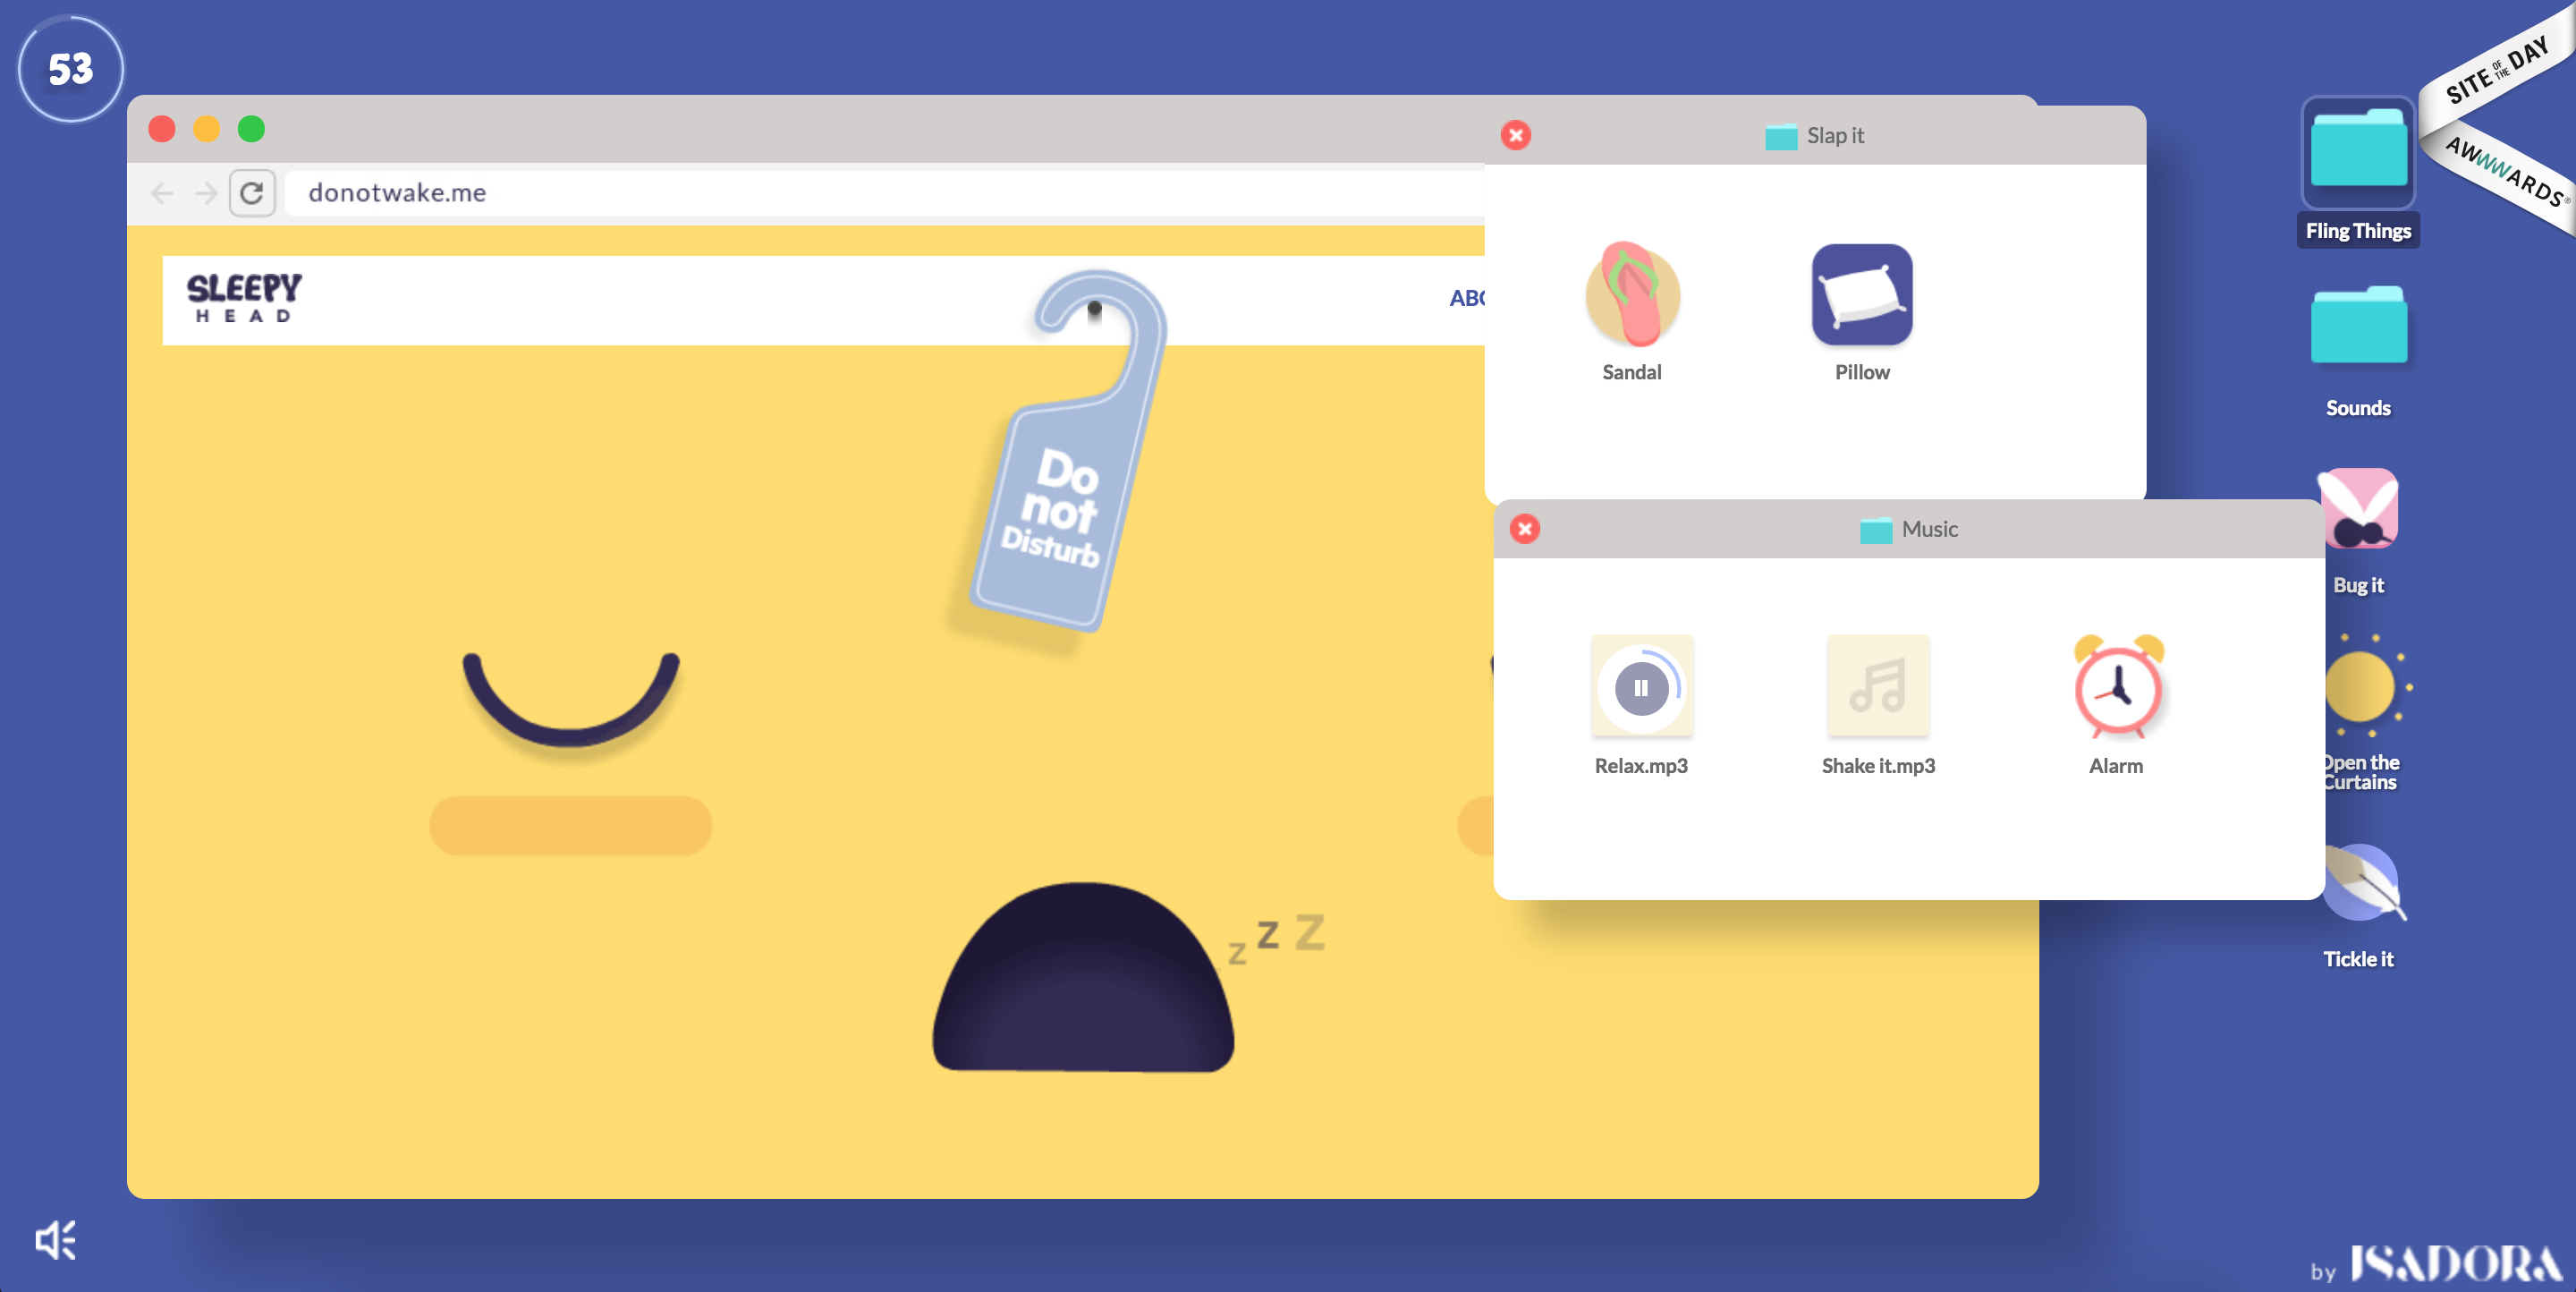 53
SITE OF THE DAY
AWWWARDS®
Slap it
donotwake.me
Fling Things
SLEEPY
HEAD
ABO
Sandal
Pillow
Sounds
Do
not
Disturb
Music
Bug it
Relax.mp3
Shake it.mp3
Alarm
Open the
Curtains
z z z
Tickle it
by ISADORA